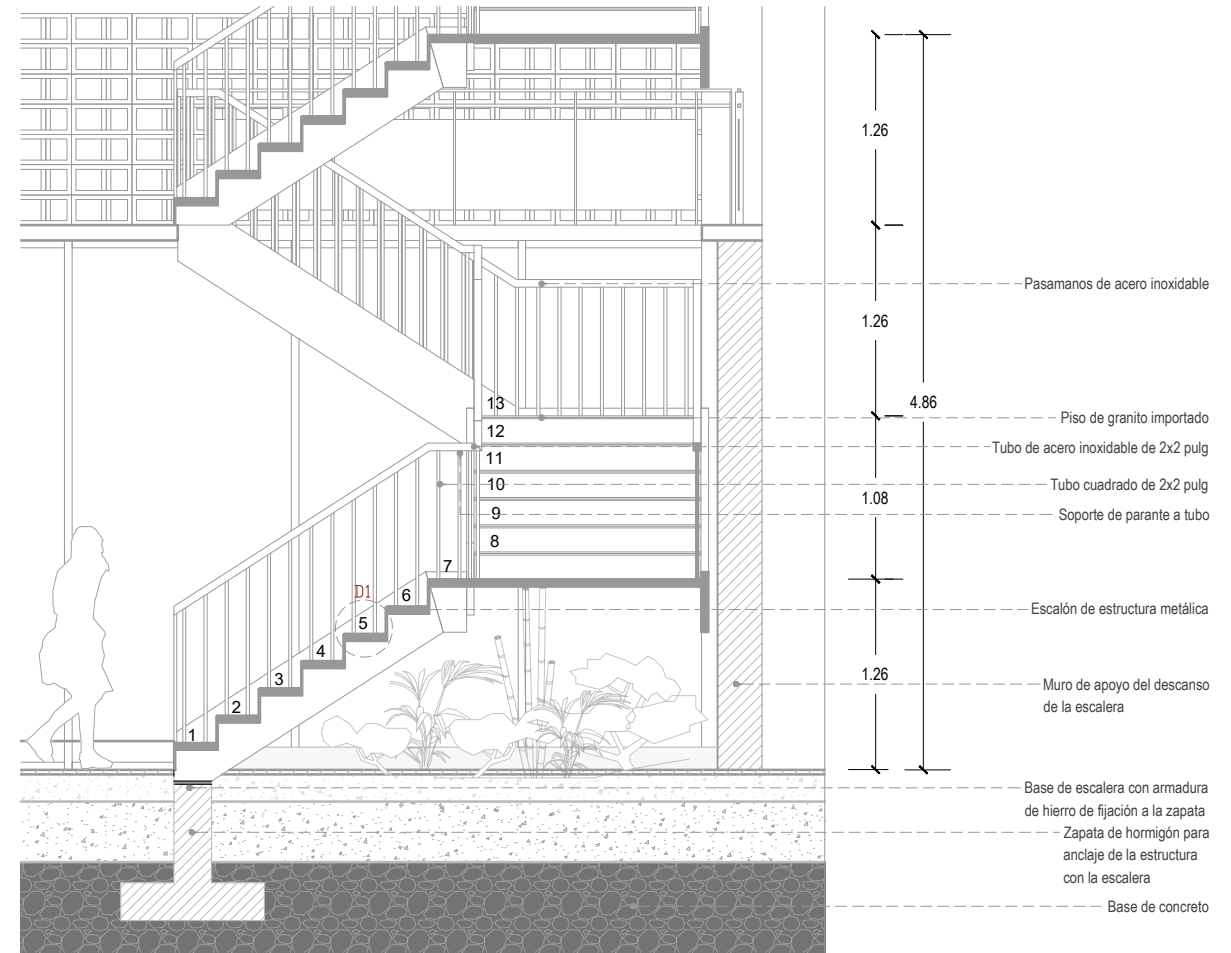 1.26
Pasamanos de acero inoxidable
1.26
13
4.86
Piso de granito importado
12
Tubo de acero inoxidable de 2x2 pulg
11
10
Tubo cuadrado de 2x2 pulg
1.08
9
Soporte de parante a tubo
8
7
D1
6
Escalón de estructura metálica
5
4
3
1.26
Muro de apoyo del descanso
de la escalera
2
1
Base de escalera con armadura
de hierro de fijación a la zapata
Zapata de hormigón para
anclaje de la estructura
con la escalera
Base de concreto